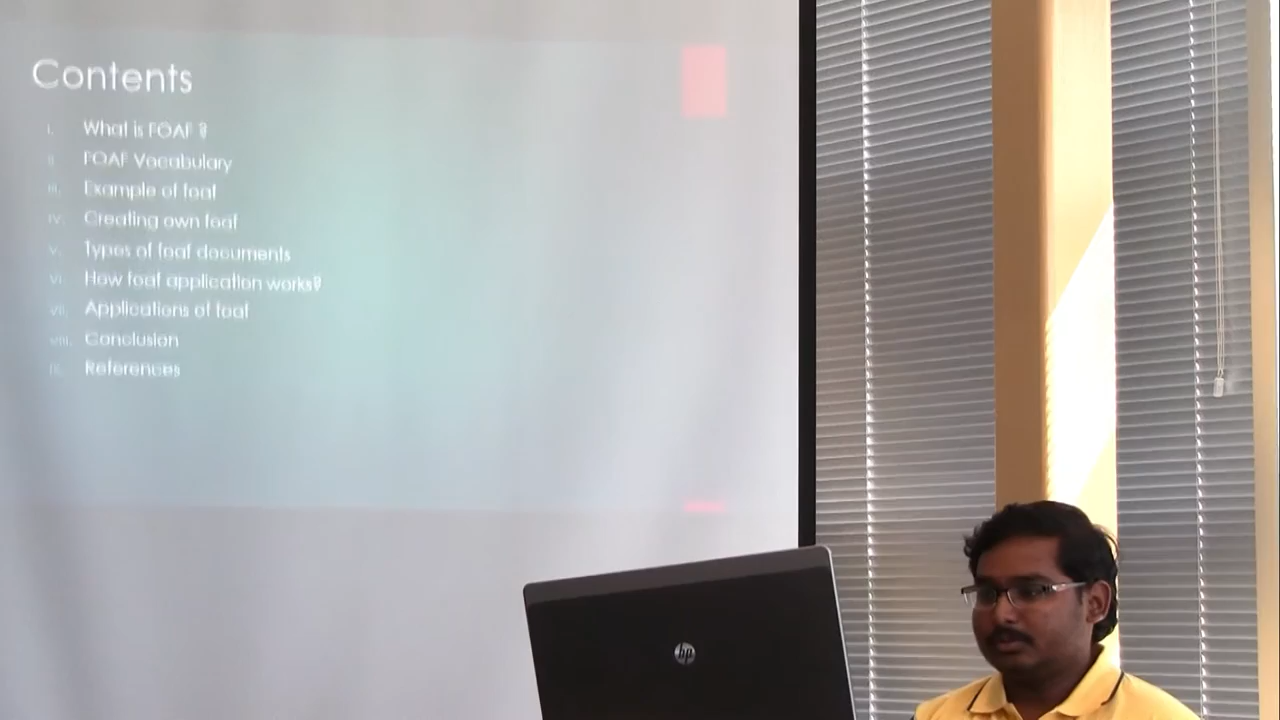 Contents
i. What is FOAF ?
ii. FOAF Vocabulary
iii. Example of foaf
iv. Creating own foaf
v. Types of foaf documents
vi. How foaf application works?
vii. Applications of foaf
viii. Conclusion
ix. References
hp